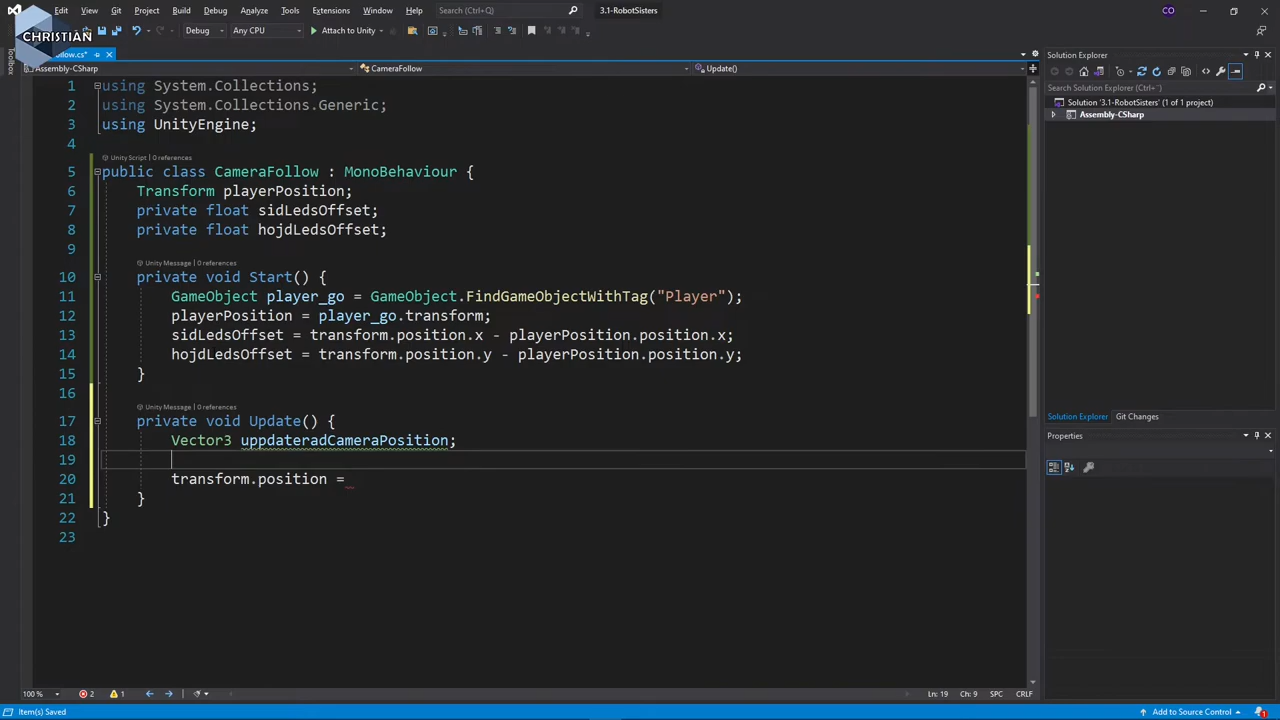 File Edit View Git Project Build Debug Analyze Tools Extensions Window Help Search (Ctrl+Q) 3.1-RobotSisters CO
CHRISTIAN
Debug Any CPU Attach to Unity
Toolbox
ollow.cs*
Assembly-CSharp CameraFollow Update()
1 using System.Collections;
2 using System.Collections.Generic;
3 using UnityEngine;
4
Unity Script | 0 references
5 public class CameraFollow : MonoBehaviour {
6 Transform playerPosition;
7 private float sidLedsOffset;
8 private float hojdLedsOffset;
9
Unity Message | 0 references
10 private void Start() {
11 GameObject player_go = GameObject.FindGameObjectWithTag("Player");
12 playerPosition = player_go.transform;
13 sidLedsOffset = transform.position.x - playerPosition.position.x;
14 hojdLedsOffset = transform.position.y - playerPosition.position.y;
15 }
16
Unity Message | 0 references
17 private void Update() {
18 Vector3 uppdateradCameraPosition;
19
20 transform.position =
21 }
22 }
23
100 % 2 1 Ln: 19 Ch: 9 SPC CRLF
Item(s) Saved Add to Source Control 1
Solution Explorer
Search Solution Explorer (Ctrl+¨)
Solution '3.1-RobotSisters' (1 of 1 project)
Assembly-CSharp
Solution Explorer Git Changes
Properties